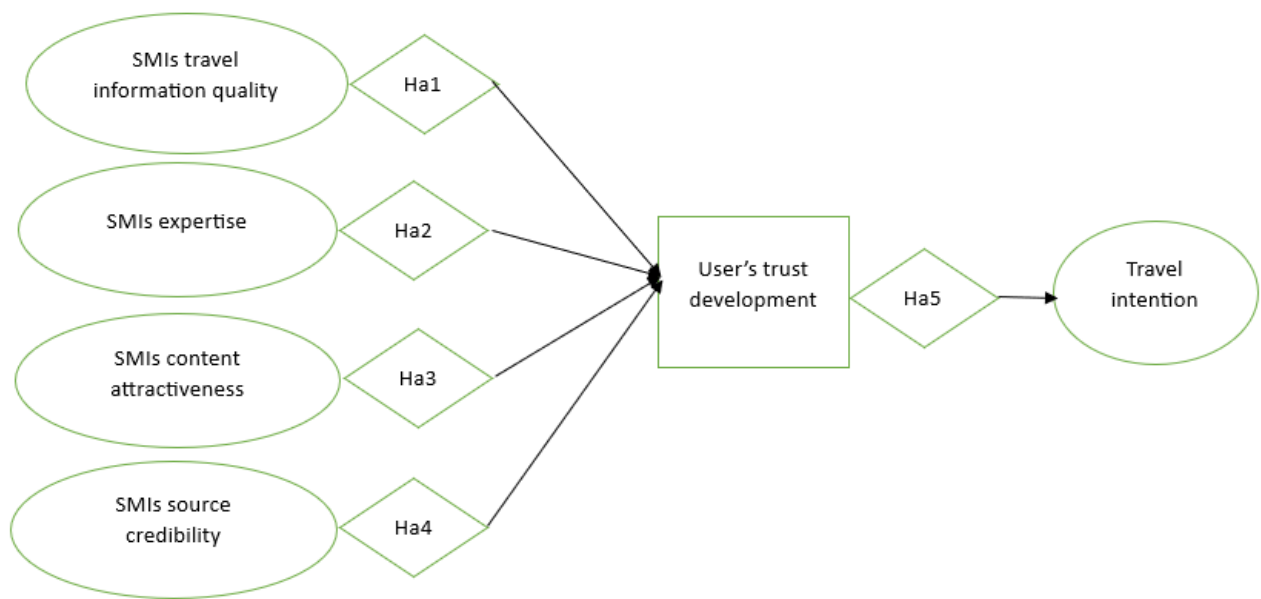 SMIs travel
information quality
Ha1
SMIs expertise
Ha2
SMIs content
attractiveness
Ha3
SMIs source
credibility
Ha4
User’s trust
development
Ha5
Travel
intention